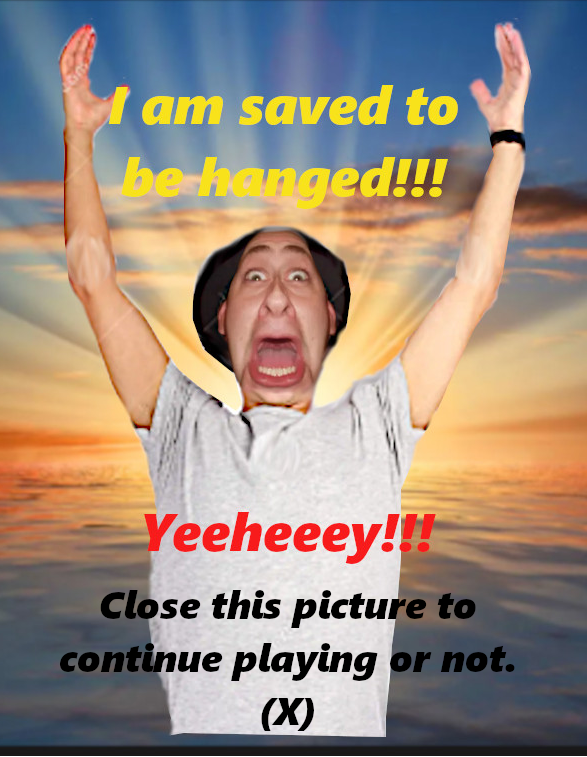 I am saved to
be hanged!!!
Yeeheeey!!!
Close this picture to
continue playing or not.
(X)